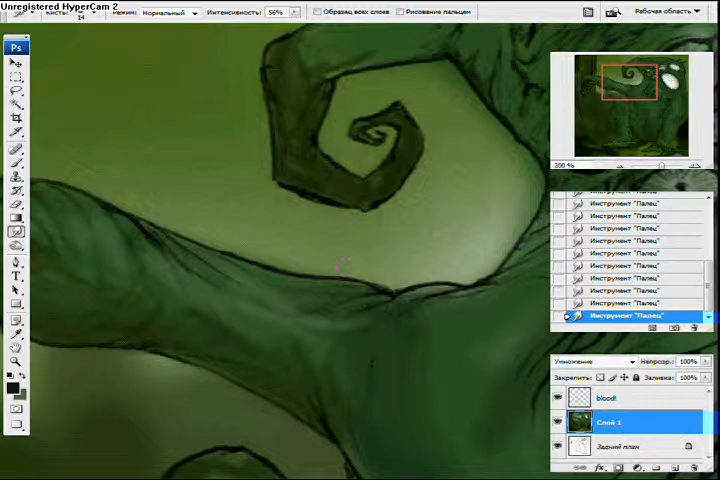 Unregistered HyperCam 2
Кисть: 14 Режим: Нормальный Интенсивность: 56% Образец всех слоев Рисование пальцем Рабочая область
Ps
200 %
Инструмент "Палец"
Инструмент "Палец"
Инструмент "Палец"
Инструмент "Палец"
Инструмент "Палец"
Инструмент "Палец"
Инструмент "Палец"
Инструмент "Палец"
Инструмент "Палец"
Инструмент "Палец"
Умножение Непрозр.: 100%
Закрепить: Заливка: 100%
blood!
Слой 1
Задний план